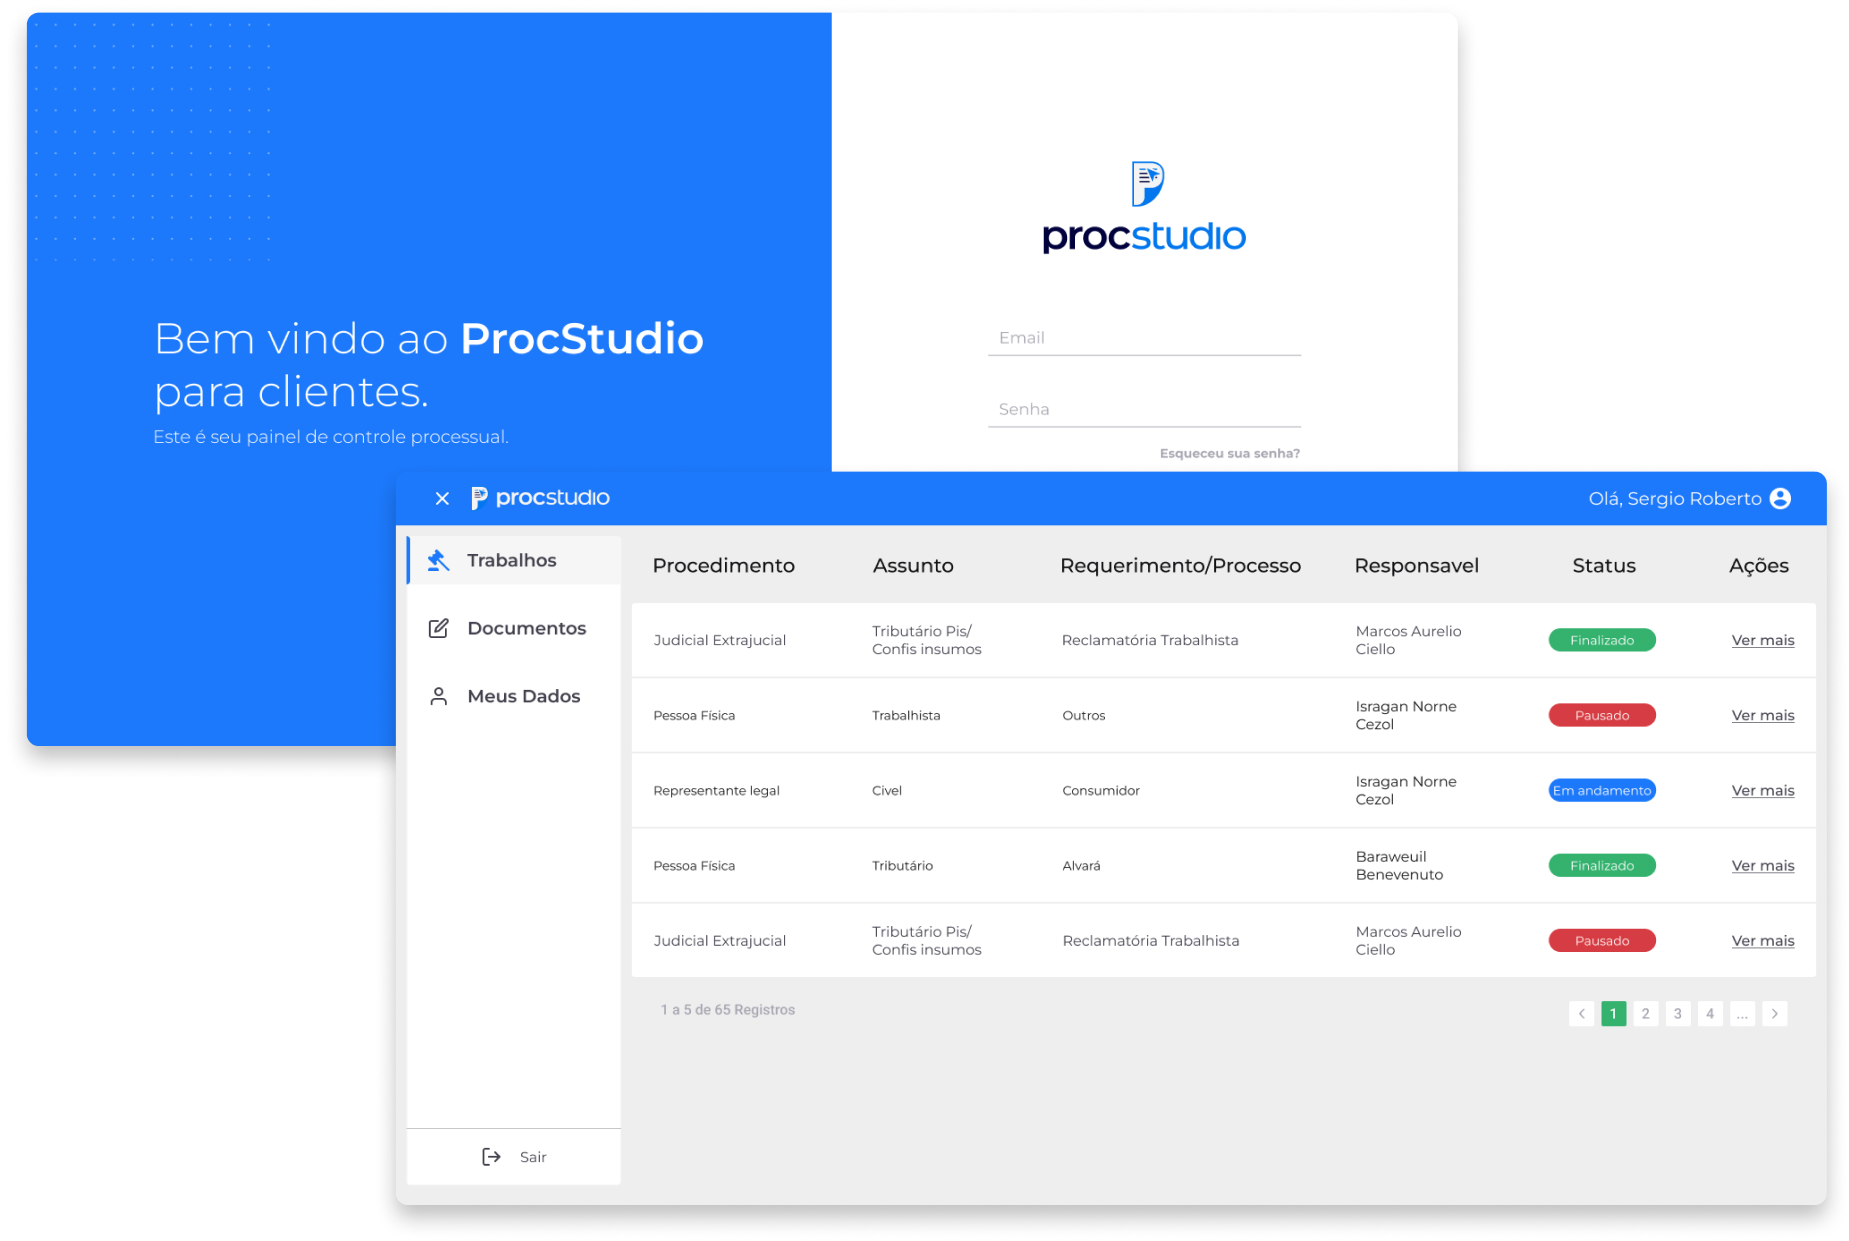 procstudio
Bem vindo ao ProcStudio
para clientes.
Este é seu painel de controle processual.
Email
Senha
Esqueceu sua senha?
procstudio
Olá, Sergio Roberto
Trabalhos
Documentos
Meus Dados
Sair
Procedimento Assunto Requerimento/Processo Responsavel Status Ações
Judicial Extrajucial
Tributário Pis/
Confis insumos
Reclamatória Trabalhista
Marcos Aurelio
Ciello
Finalizado
Ver mais
Pessoa Física
Trabalhista
Outros
Isragan Norne
Cezol
Pausado
Ver mais
Representante legal
Civel
Consumidor
Isragan Norne
Cezol
Em andamento
Ver mais
Pessoa Física
Tributário
Alvará
Baraweuil
Benevenuto
Finalizado
Ver mais
Judicial Extrajucial
Tributário Pis/
Confis insumos
Reclamatória Trabalhista
Marcos Aurelio
Ciello
Pausado
Ver mais
1 a 5 de 65 Registros
< 1 2 3 4 ... >